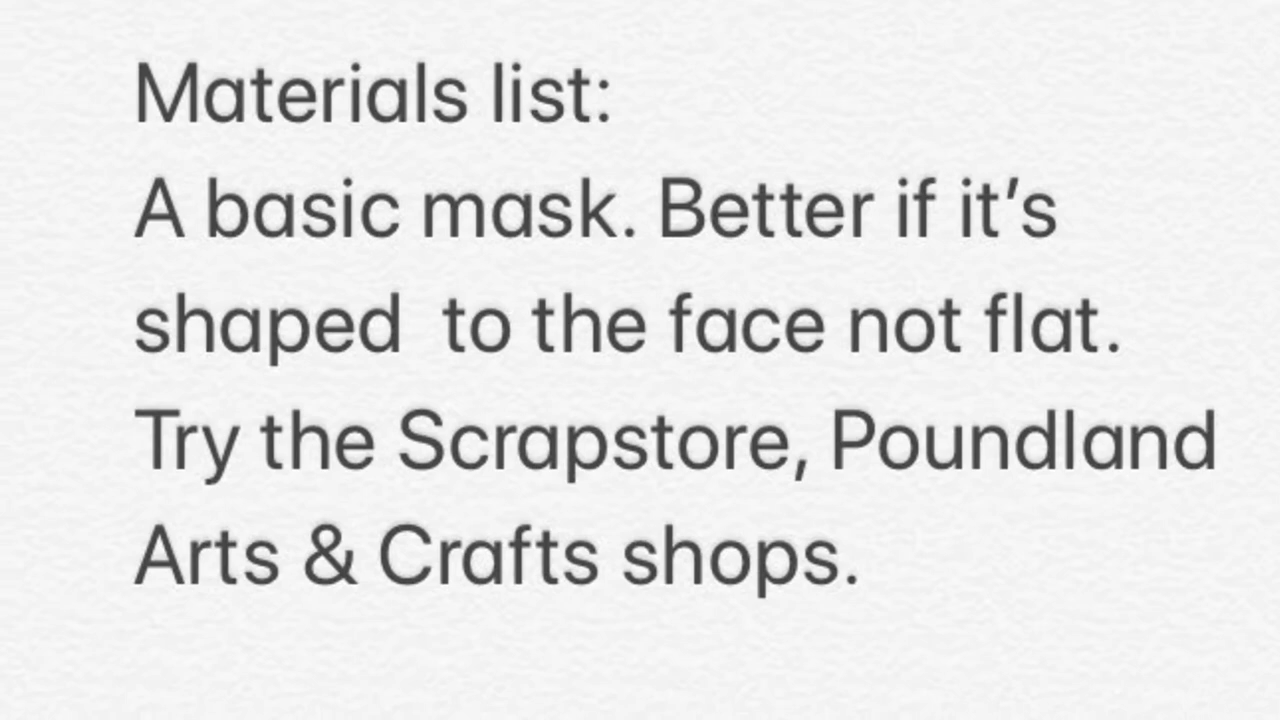 Materials list:
A basic mask. Better if it’s
shaped  to the face not flat.
Try the Scrapstore, Poundland
Arts & Crafts shops.